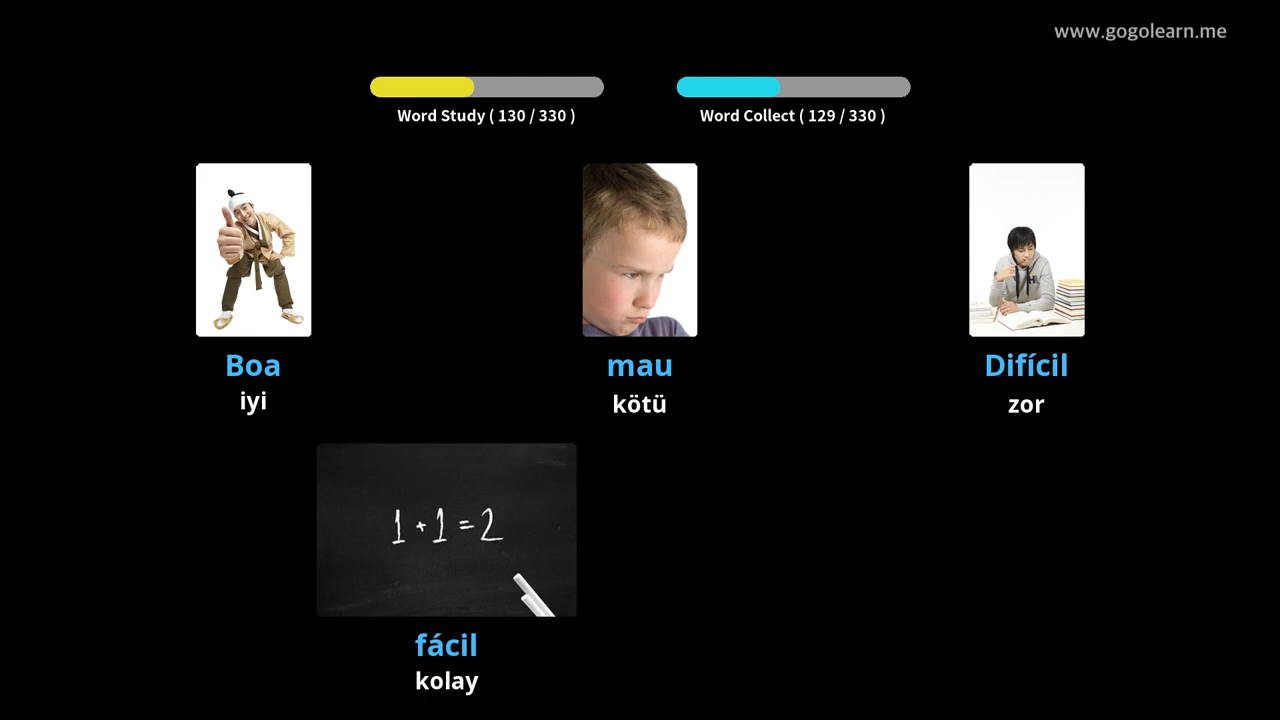 www.gogolearn.me
Word Study ( 130 / 330 )
Word Collect ( 129 / 330 )
Boa
iyi
mau
kötü
Difícil
zor
1 + 1 = 2
fácil
kolay